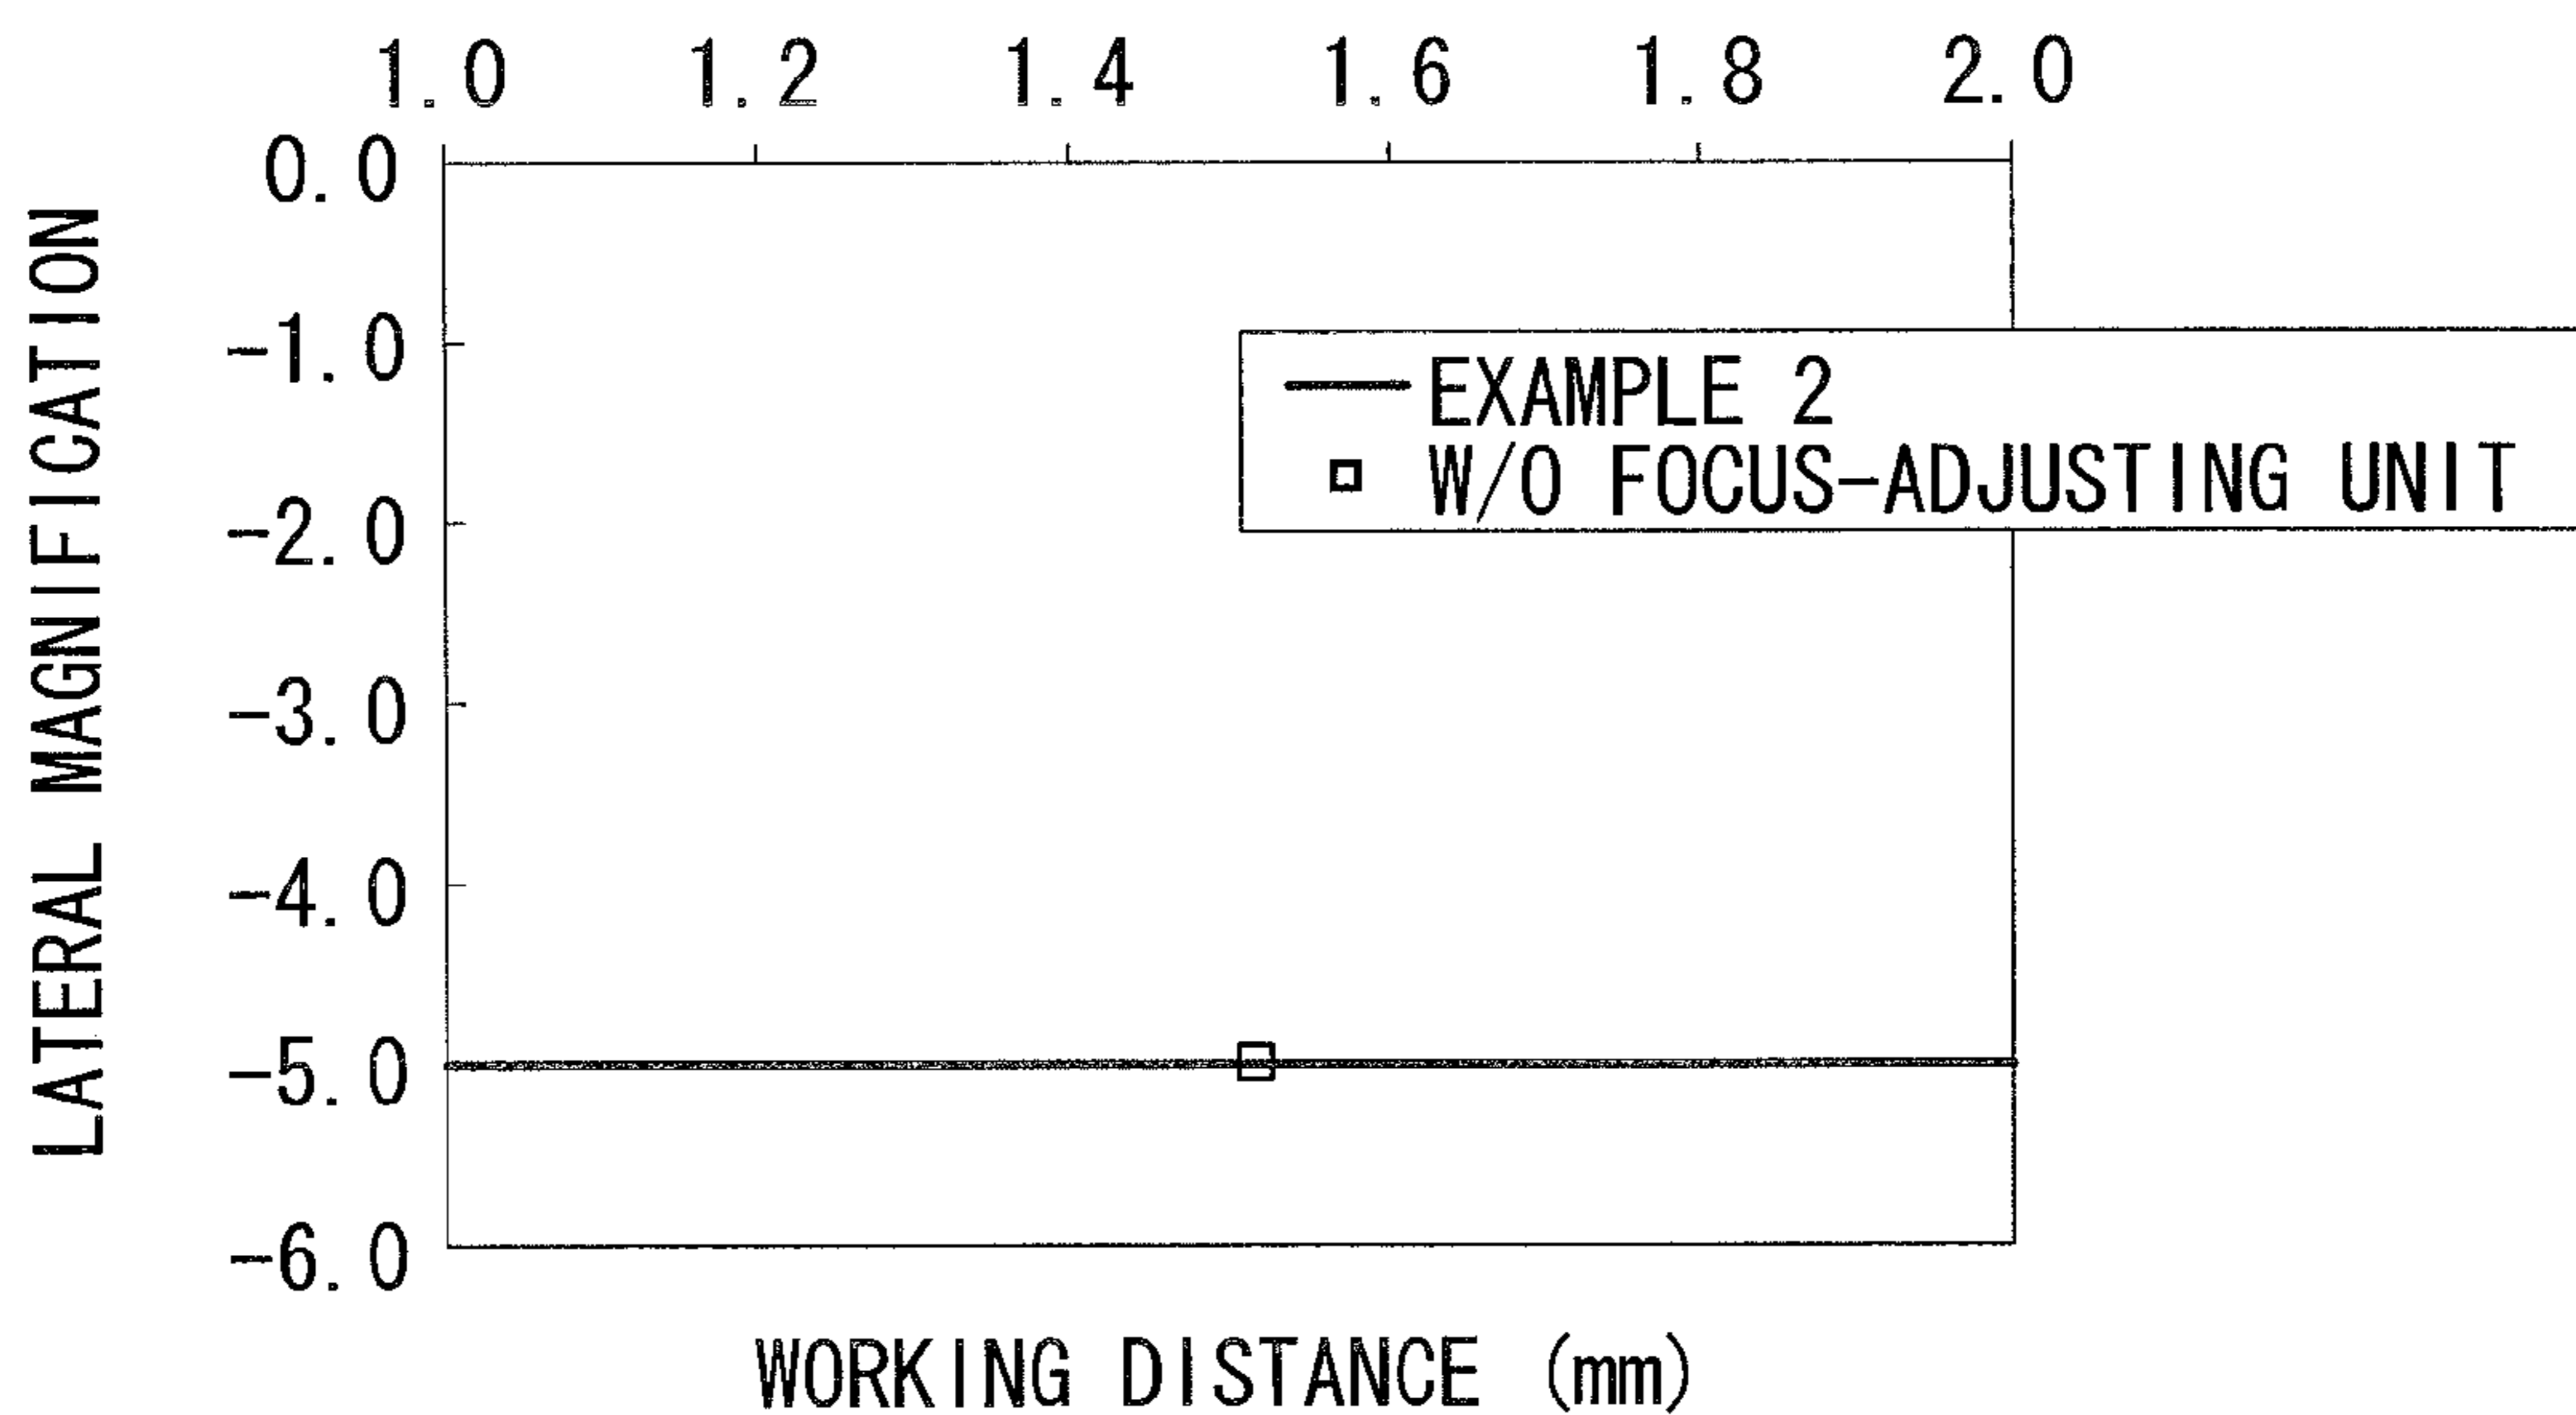 1.0 1.2 1.4 1.6 1.8 2.0
0.0
-1.0
-2.0
-3.0
-4.0
-5.0
-6.0
LATERAL MAGNIFICATION
EXAMPLE 2
W/O FOCUS-ADJUSTING UNIT
WORKING DISTANCE (mm)